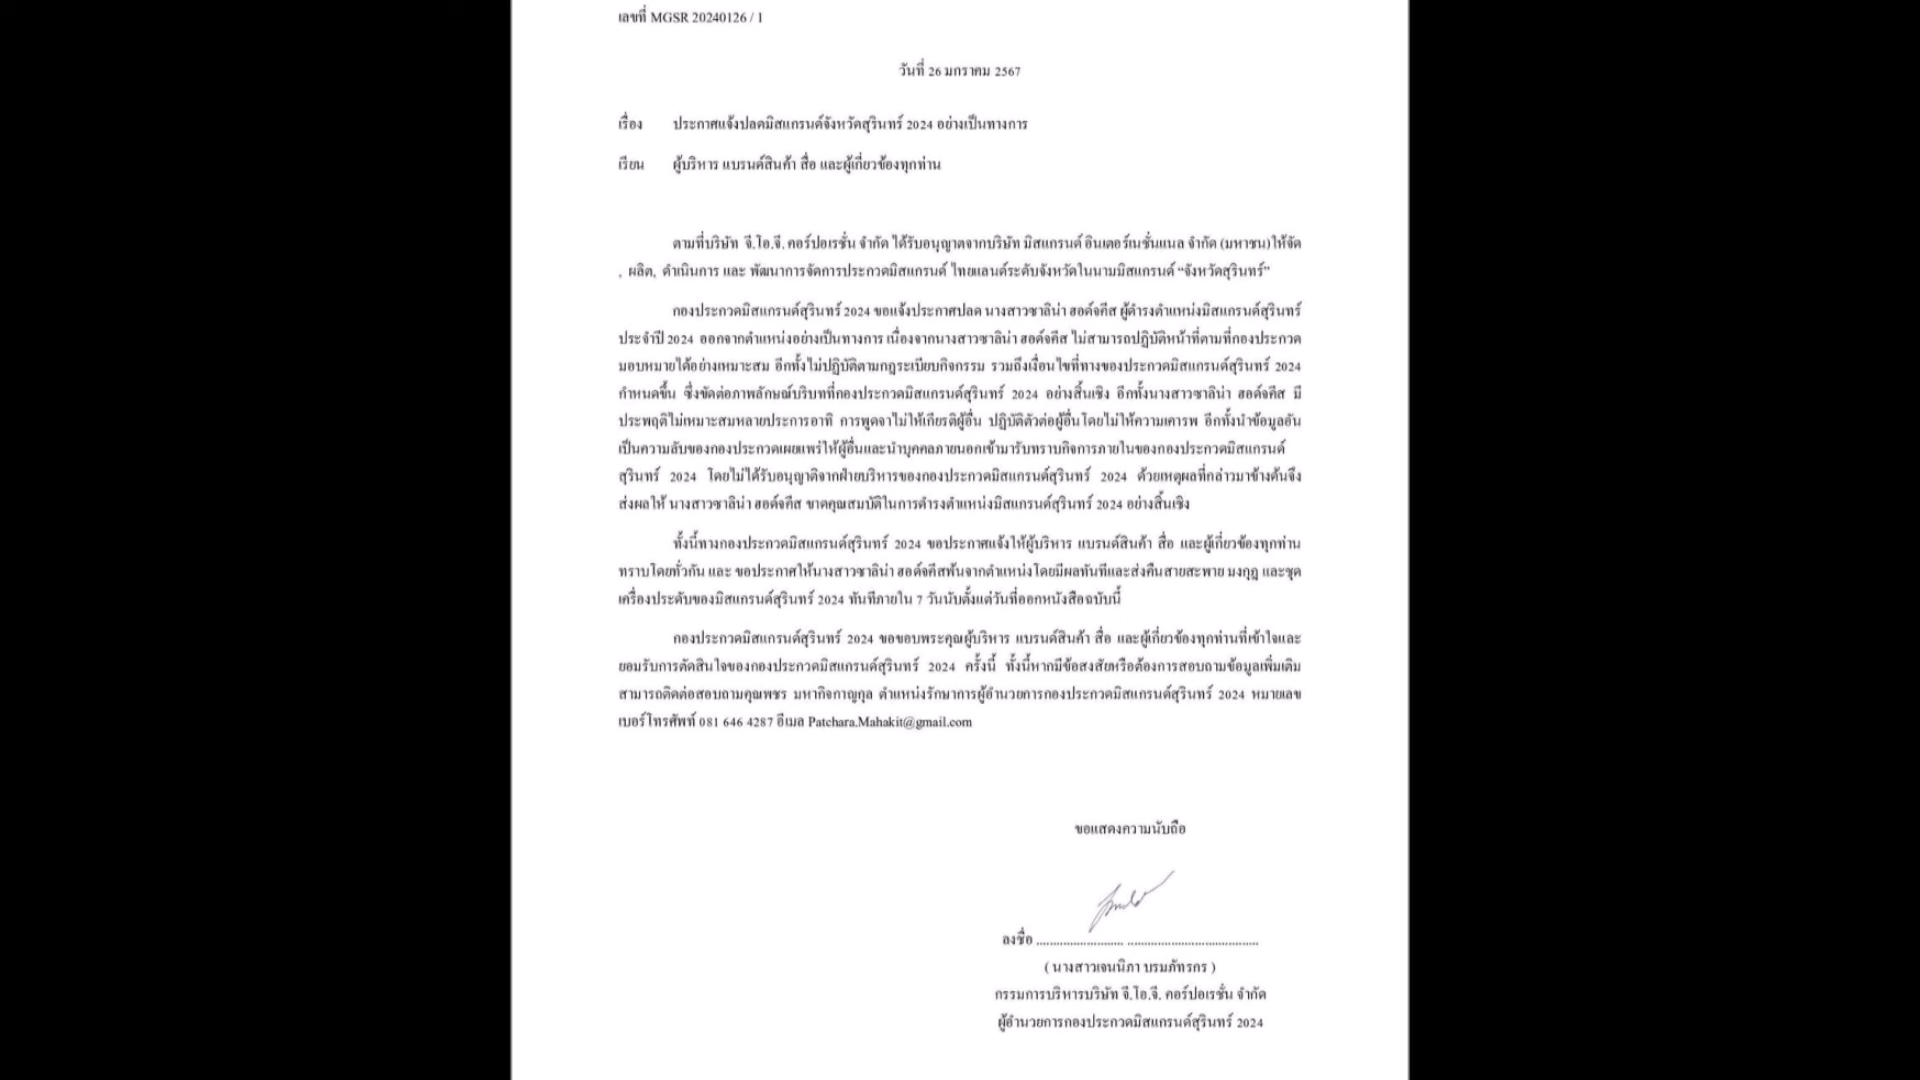 เลขที่ MGSR 20240126 / 1
วันที่ 26 มกราคม 2567
เรื่อง ประกาศแจ้งปลดมิสแกรนด์จังหวัดสุรินทร์ 2024 อย่างเป็นทางการ
เรียน ผู้บริหาร แบรนด์สินค้า สื่อ และผู้เกี่ยวข้องทุกท่าน
ตามที่บริษัท จี.โอ.จี. คอร์ปอเรชั่น จำกัด ได้รับอนุญาตจากบริษัท มิสแกรนด์ อินเตอร์เนชั่นแนล จำกัด (มหาชน)ให้จัด
, ผลิต, ดำเนินการ และ พัฒนาการจัดการประกวดมิสแกรนด์ ไทยแลนด์ระดับจังหวัดในนามมิสแกรนด์ “จังหวัดสุรินทร์”
กองประกวดมิสแกรนด์สุรินทร์ 2024 ขอแจ้งประกาศปลด นางสาวซาลิน่า ฮอด์จคีส ผู้ดำรงตำแหน่งมิสแกรนด์สุรินทร์
ประจำปี 2024 ออกจากตำแหน่งอย่างเป็นทางการ เนื่องจากนางสาวซาลิน่า ฮอด์จคีส ไม่สามารถปฏิบัติหน้าที่ตามที่กองประกวด
มอบหมายได้อย่างเหมาะสม อีกทั้งไม่ปฏิบัติตามกฎระเบียบกิจกรรม รวมถึงเงื่อนไขที่ทางของประกวดมิสแกรนด์สุรินทร์ 2024
กำหนดขึ้น ซึ่งขัดต่อภาพลักษณ์บริบทที่กองประกวดมิสแกรนด์สุรินทร์ 2024 อย่างสิ้นเชิง อีกทั้งนางสาวซาลิน่า ฮอด์จคีส มี
ประพฤติไม่เหมาะสมหลายประการอาทิ การพูดจาไม่ให้เกียรติผู้อื่น ปฏิบัติตัวต่อผู้อื่นโดยไม่ให้ความเคารพ อีกทั้งนำข้อมูลอัน
เป็นความลับของกองประกวดเผยแพร่ให้ผู้อื่นและนำบุคคลภายนอกเข้ามารับทราบกิจการภายในของกองประกวดมิสแกรนด์
สุรินทร์ 2024 โดยไม่ได้รับอนุญาติจากฝ่ายบริหารของกองประกวดมิสแกรนด์สุรินทร์ 2024 ด้วยเหตุผลที่กล่าวมาข้างต้นจึง
ส่งผลให้ นางสาวซาลิน่า ฮอด์จคีส ขาดคุณสมบัติในการดำรงตำแหน่งมิสแกรนด์สุรินทร์ 2024 อย่างสิ้นเชิง
ทั้งนี้ทางกองประกวดมิสแกรนด์สุรินทร์ 2024 ขอประกาศแจ้งให้ผู้บริหาร แบรนด์สินค้า สื่อ และผู้เกี่ยวข้องทุกท่าน
ทราบโดยทั่วกัน และ ขอประกาศให้นางสาวซาลิน่า ฮอด์จคีสพ้นจากตำแหน่งโดยมีผลทันทีและส่งคืนสายสะพาย มงกุฎ และชุด
เครื่องประดับของมิสแกรนด์สุรินทร์ 2024 ทันทีภายใน 7 วันนับตั้งแต่วันที่ออกหนังสือฉบับนี้
กองประกวดมิสแกรนด์สุรินทร์ 2024 ขอขอบพระคุณผู้บริหาร แบรนด์สินค้า สื่อ และผู้เกี่ยวข้องทุกท่านที่เข้าใจและ
ยอมรับการตัดสินใจของกองประกวดมิสแกรนด์สุรินทร์ 2024 ครั้งนี้ ทั้งนี้หากมีข้อสงสัยหรือต้องการสอบถามข้อมูลเพิ่มเติม
สามารถติดต่อสอบถามคุณพชร มหากิจกาญกุล ตำแหน่งรักษาการผู้อำนวยการกองประกวดมิสแกรนด์สุรินทร์ 2024 หมายเลข
เบอร์โทรศัพท์ 081 646 4287 อีเมล Patchara.Mahakit@gmail.com
ขอแสดงความนับถือ
ลงชื่อ .......................... .......................................
( นางสาวเจนนิภา บรมภัทรกร )
กรรมการบริหารบริษัท จี.โอ.จี. คอร์ปอเรชั่น จำกัด
ผู้อำนวยการกองประกวดมิสแกรนด์สุรินทร์ 2024